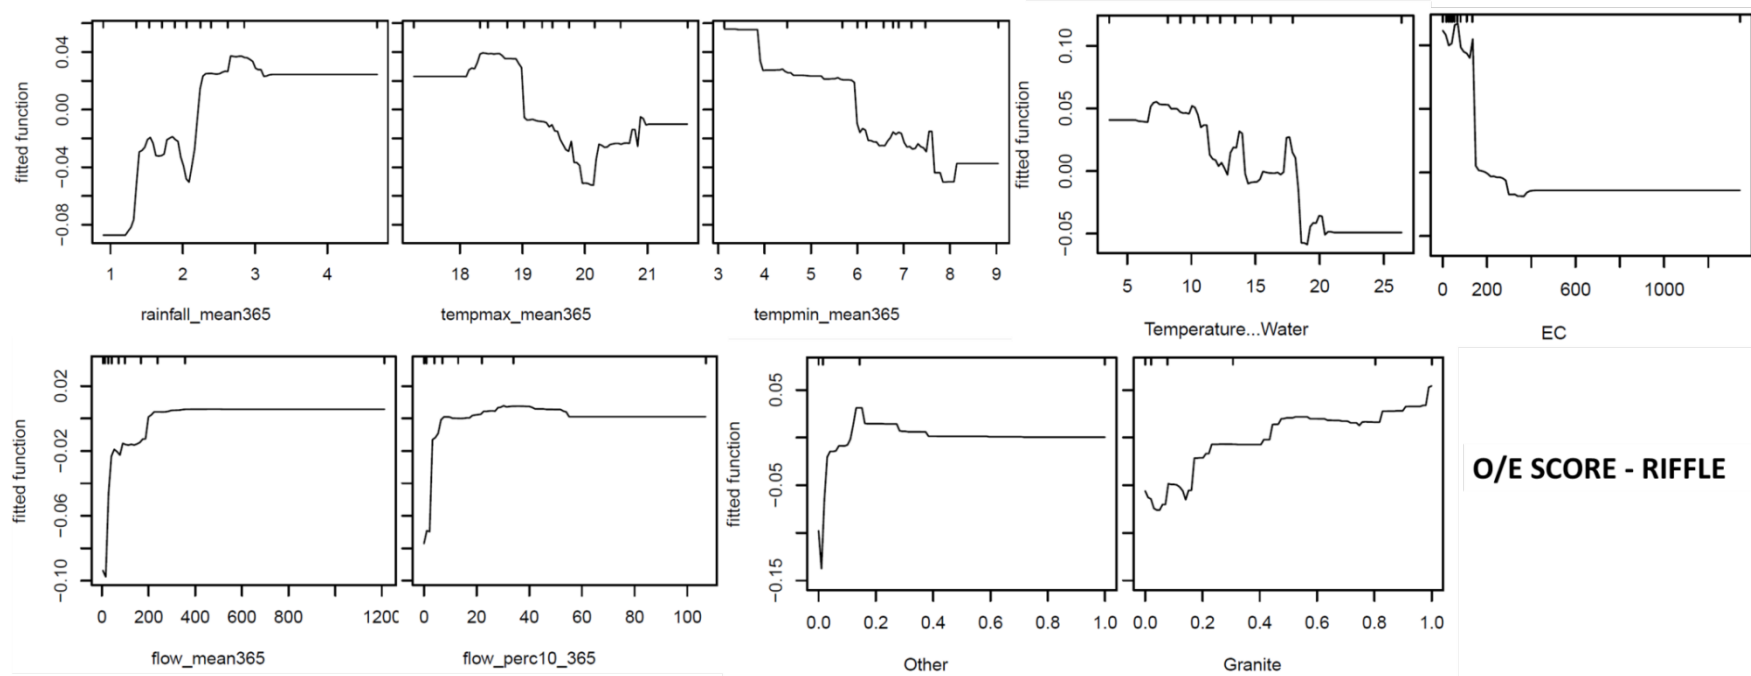 fitted function
0.04
0.00
−0.04
−0.08
1 2 3 4
rainfall_mean365
18 19 20 21
tempmax_mean365
3 4 5 6 7 8 9
tempmin_mean365
fitted function
0.10
0.05
0.00
−0.05
5 10 15 20 25
Temperature...Water
0 200 600 1000
EC
fitted function
0.02
−0.02
−0.06
−0.10
0 200 400 600 800 1200
flow_mean365
0 20 40 60 80 100
flow_perc10_365
fitted function
0.05
−0.05
−0.15
0.0 0.2 0.4 0.6 0.8 1.0
Other
0.0 0.2 0.4 0.6 0.8 1.0
Granite
O/E SCORE - RIFFLE